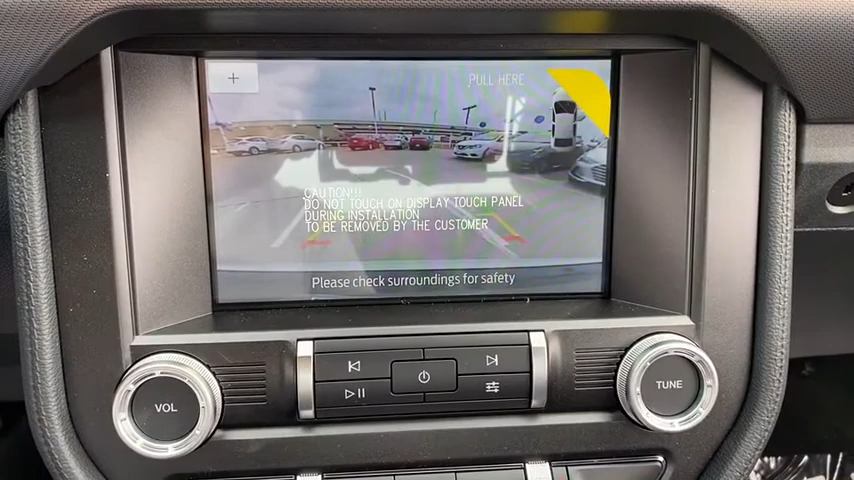 PULL HERE
CAUTION!!!
DO NOT TOUCH ON DISPLAY TOUCH PANEL
DURING INSTALLATION
TO BE REMOVED BY THE CUSTOMER
Please check surroundings for safety
VOL
TUNE